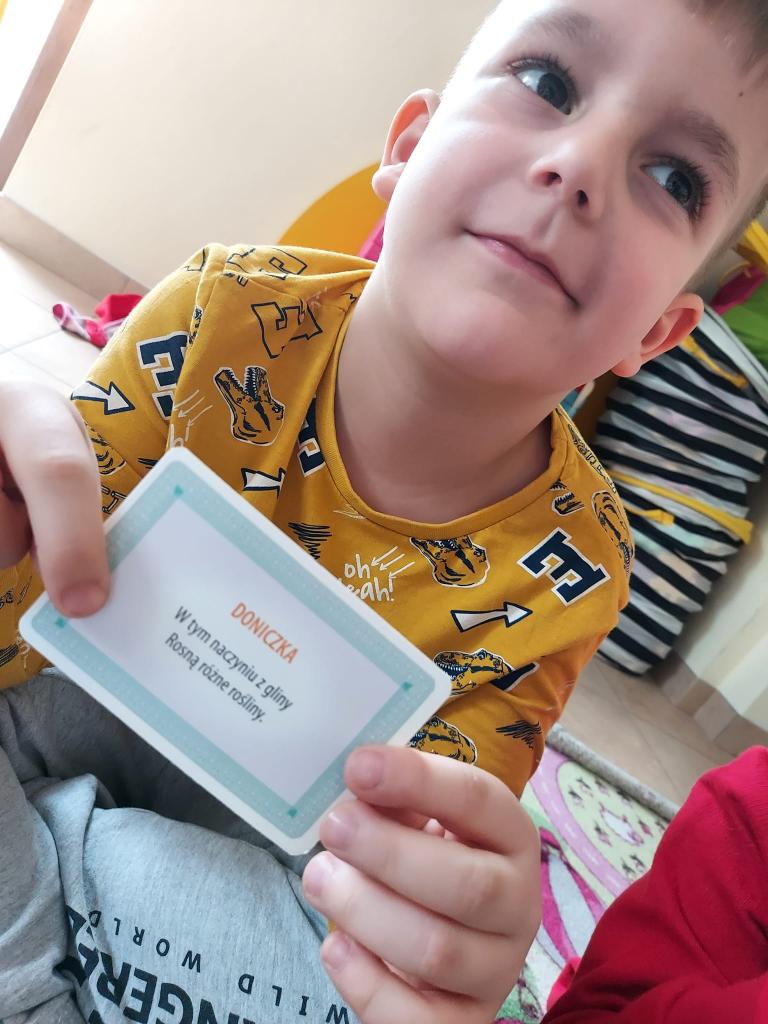 DONICZKA
W tym naczyniu z gliny
Rosną różne rośliny.
oh
yeah!
E
E
E
E
WILD WORLD